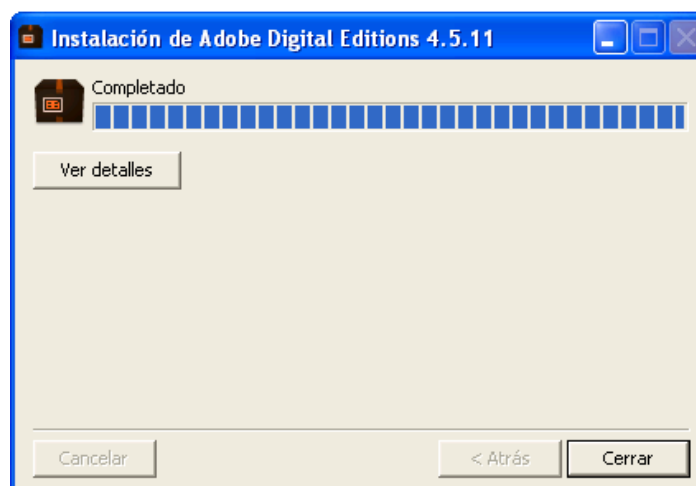 Instalación de Adobe Digital Editions 4.5.11
Completado
Ver detalles
Cancelar
< Atrás
Cerrar